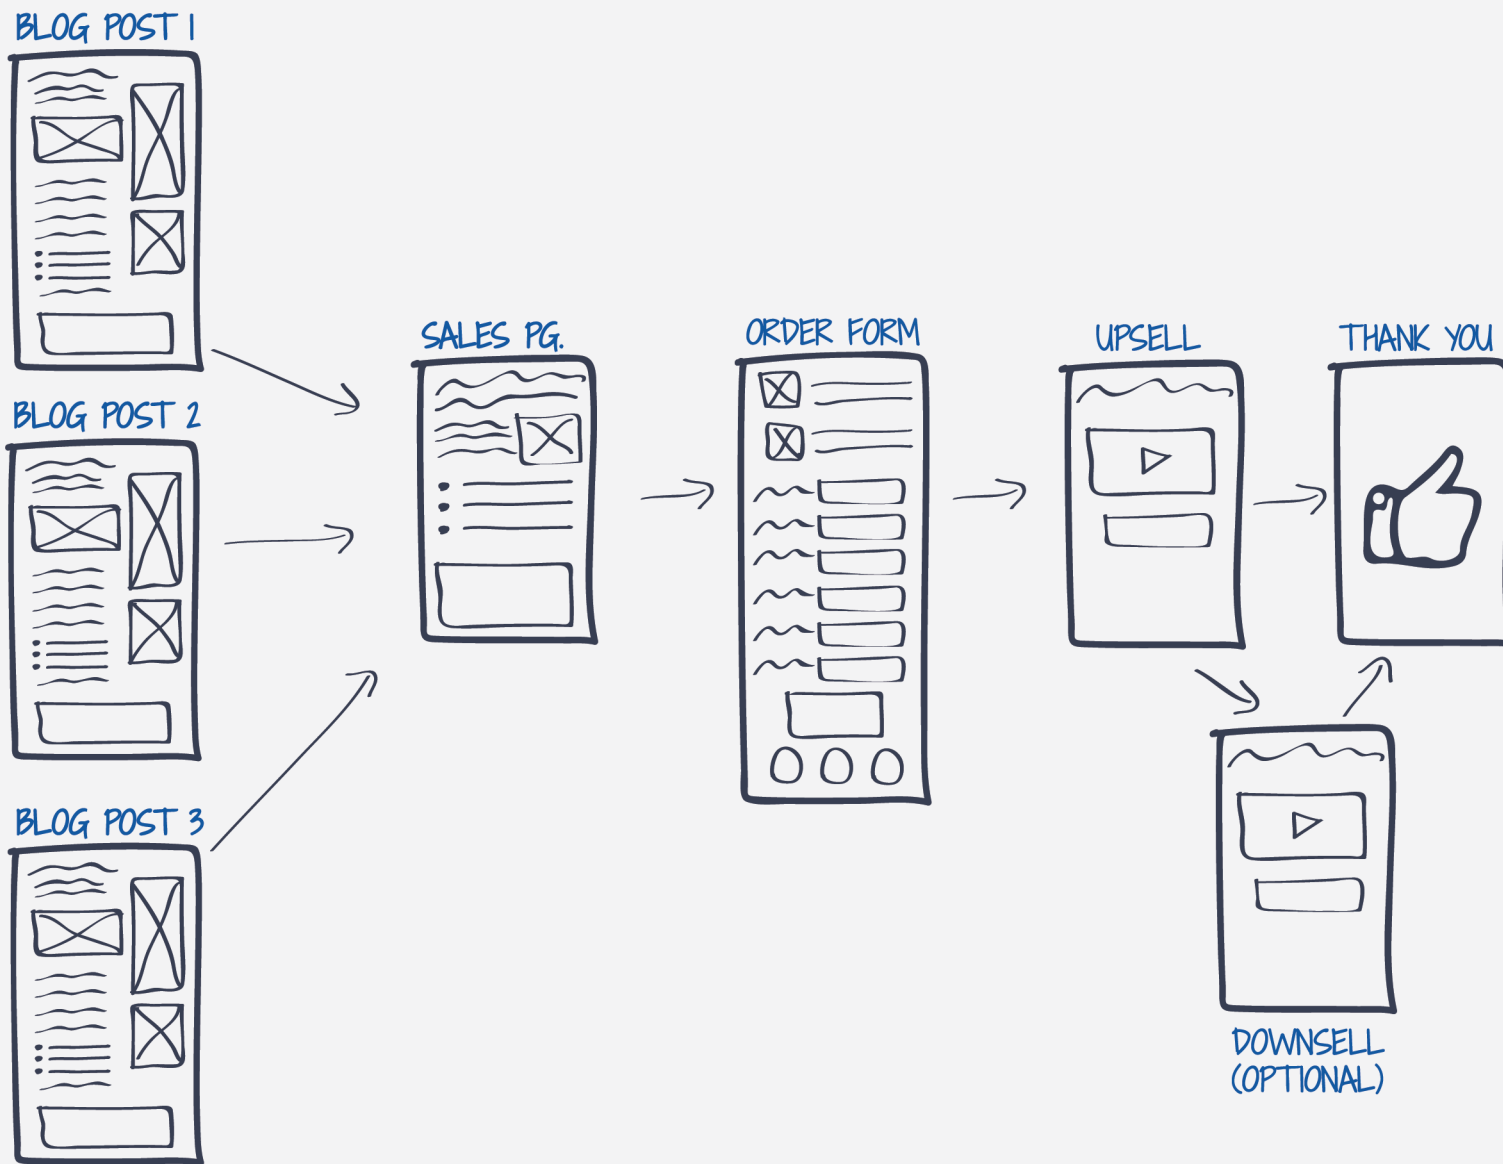 BLOG POST 1
BLOG POST 2
BLOG POST 3
SALES PG.
ORDER FORM
UPSELL
THANK YOU
DOWNSELL
(OPTIONAL)